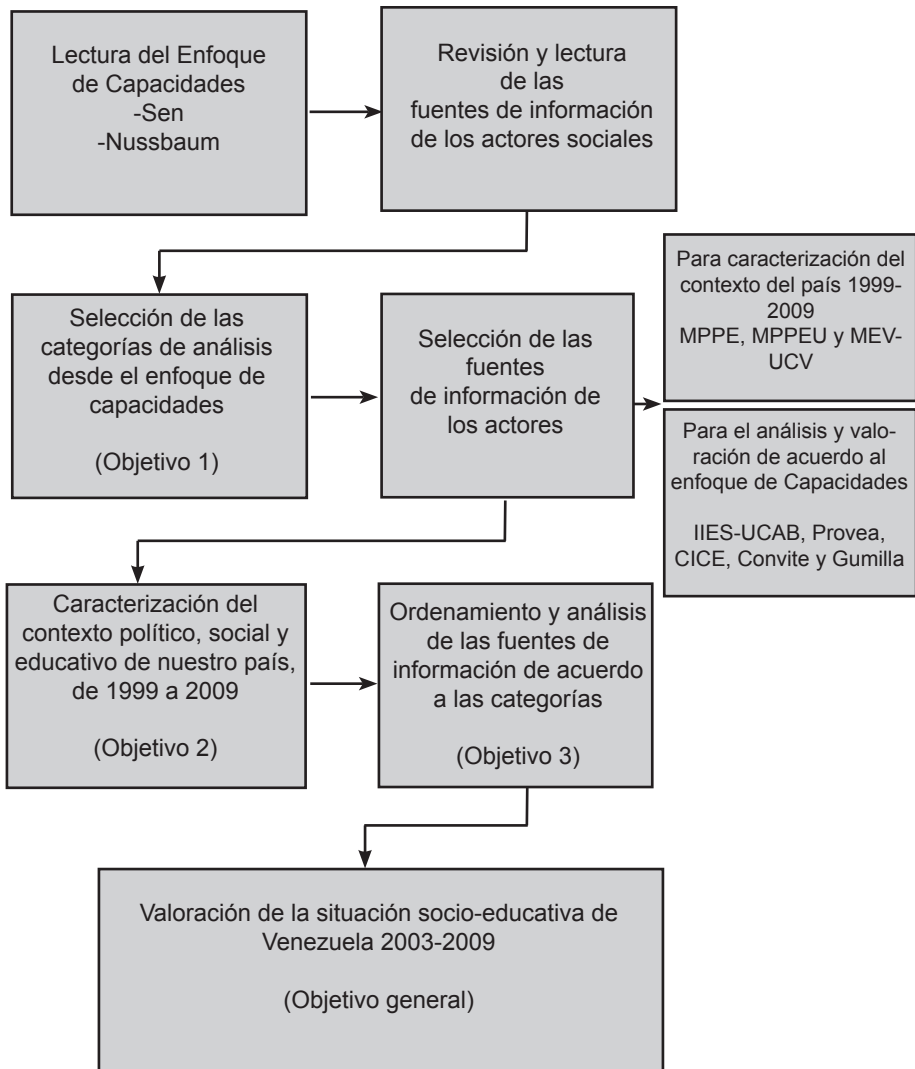 Lectura del Enfoque
de Capacidades
-Sen
-Nussbaum
Revisión y lectura
de las
fuentes de información
de los actores sociales
Selección de las
categorías de análisis
desde el enfoque de
capacidades
(Objetivo 1)
Selección de las
fuentes
de información de
los actores
Para caracterización del
contexto del país 1999-
2009
MPPE, MPPEU y MEV-
UCV
Para el análisis y valo-
ración de acuerdo al
enfoque de Capacidades
IIES-UCAB, Provea,
CICE, Convite y Gumilla
Caracterización del
contexto político, social y
educativo de nuestro país,
de 1999 a 2009
(Objetivo 2)
Ordenamiento y análisis
de las fuentes de
información de acuerdo
a las categorías
(Objetivo 3)
Valoración de la situación socio-educativa de
Venezuela 2003-2009
(Objetivo general)